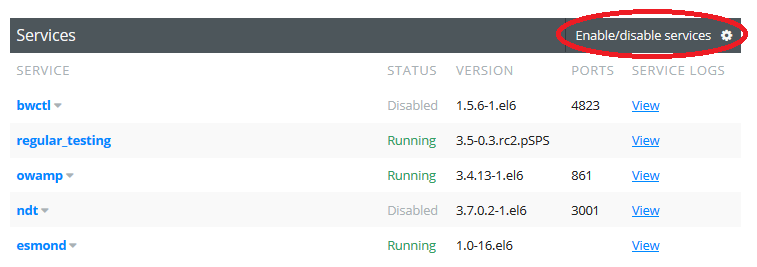 Services Enable/disable services
SERVICE STATUS VERSION PORTS SERVICE LOGS
bwctl Disabled 1.5.6-1.el6 4823 View
regular_testing Running 3.5-0.3.rc2.pSPS View
owamp Running 3.4.13-1.el6 861 View
ndt Disabled 3.7.0.2-1.el6 3001 View
esmond Running 1.0-16.el6 View